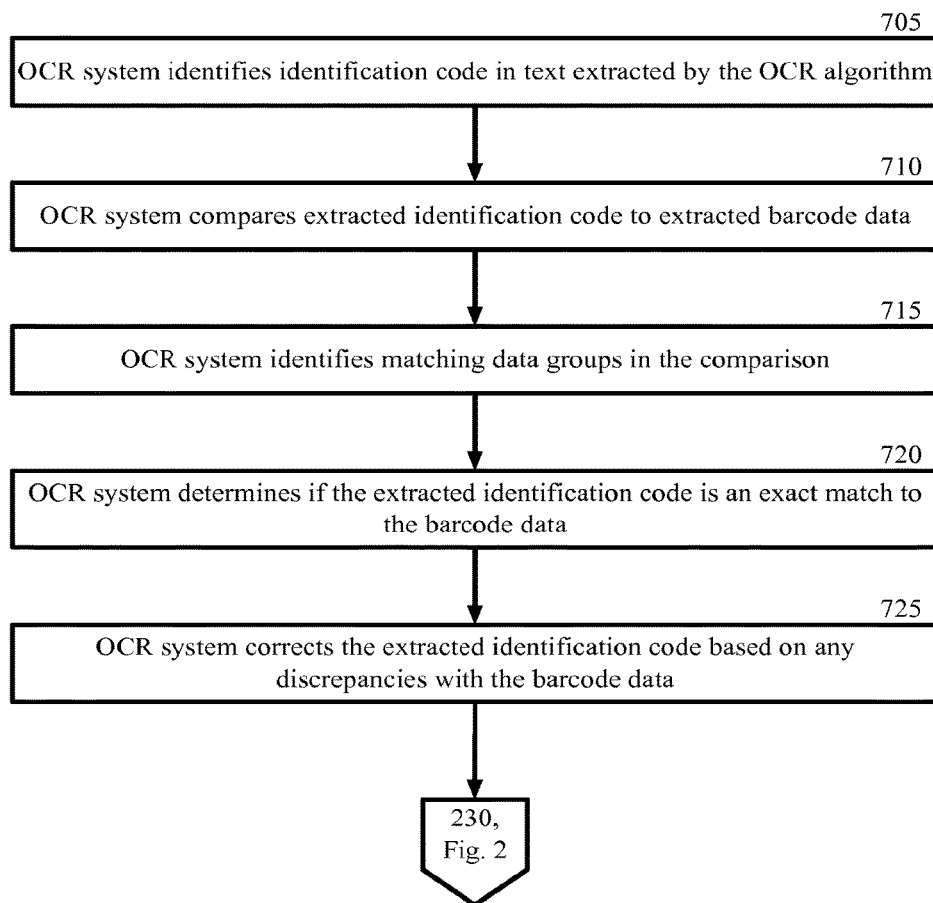 705
OCR system identifies identification code in text extracted by the OCR algorithm
710
OCR system compares extracted identification code to extracted barcode data
715
OCR system identifies matching data groups in the comparison
720
OCR system determines if the extracted identification code is an exact match to
the barcode data
725
OCR system corrects the extracted identification code based on any
discrepancies with the barcode data
230,
Fig. 2